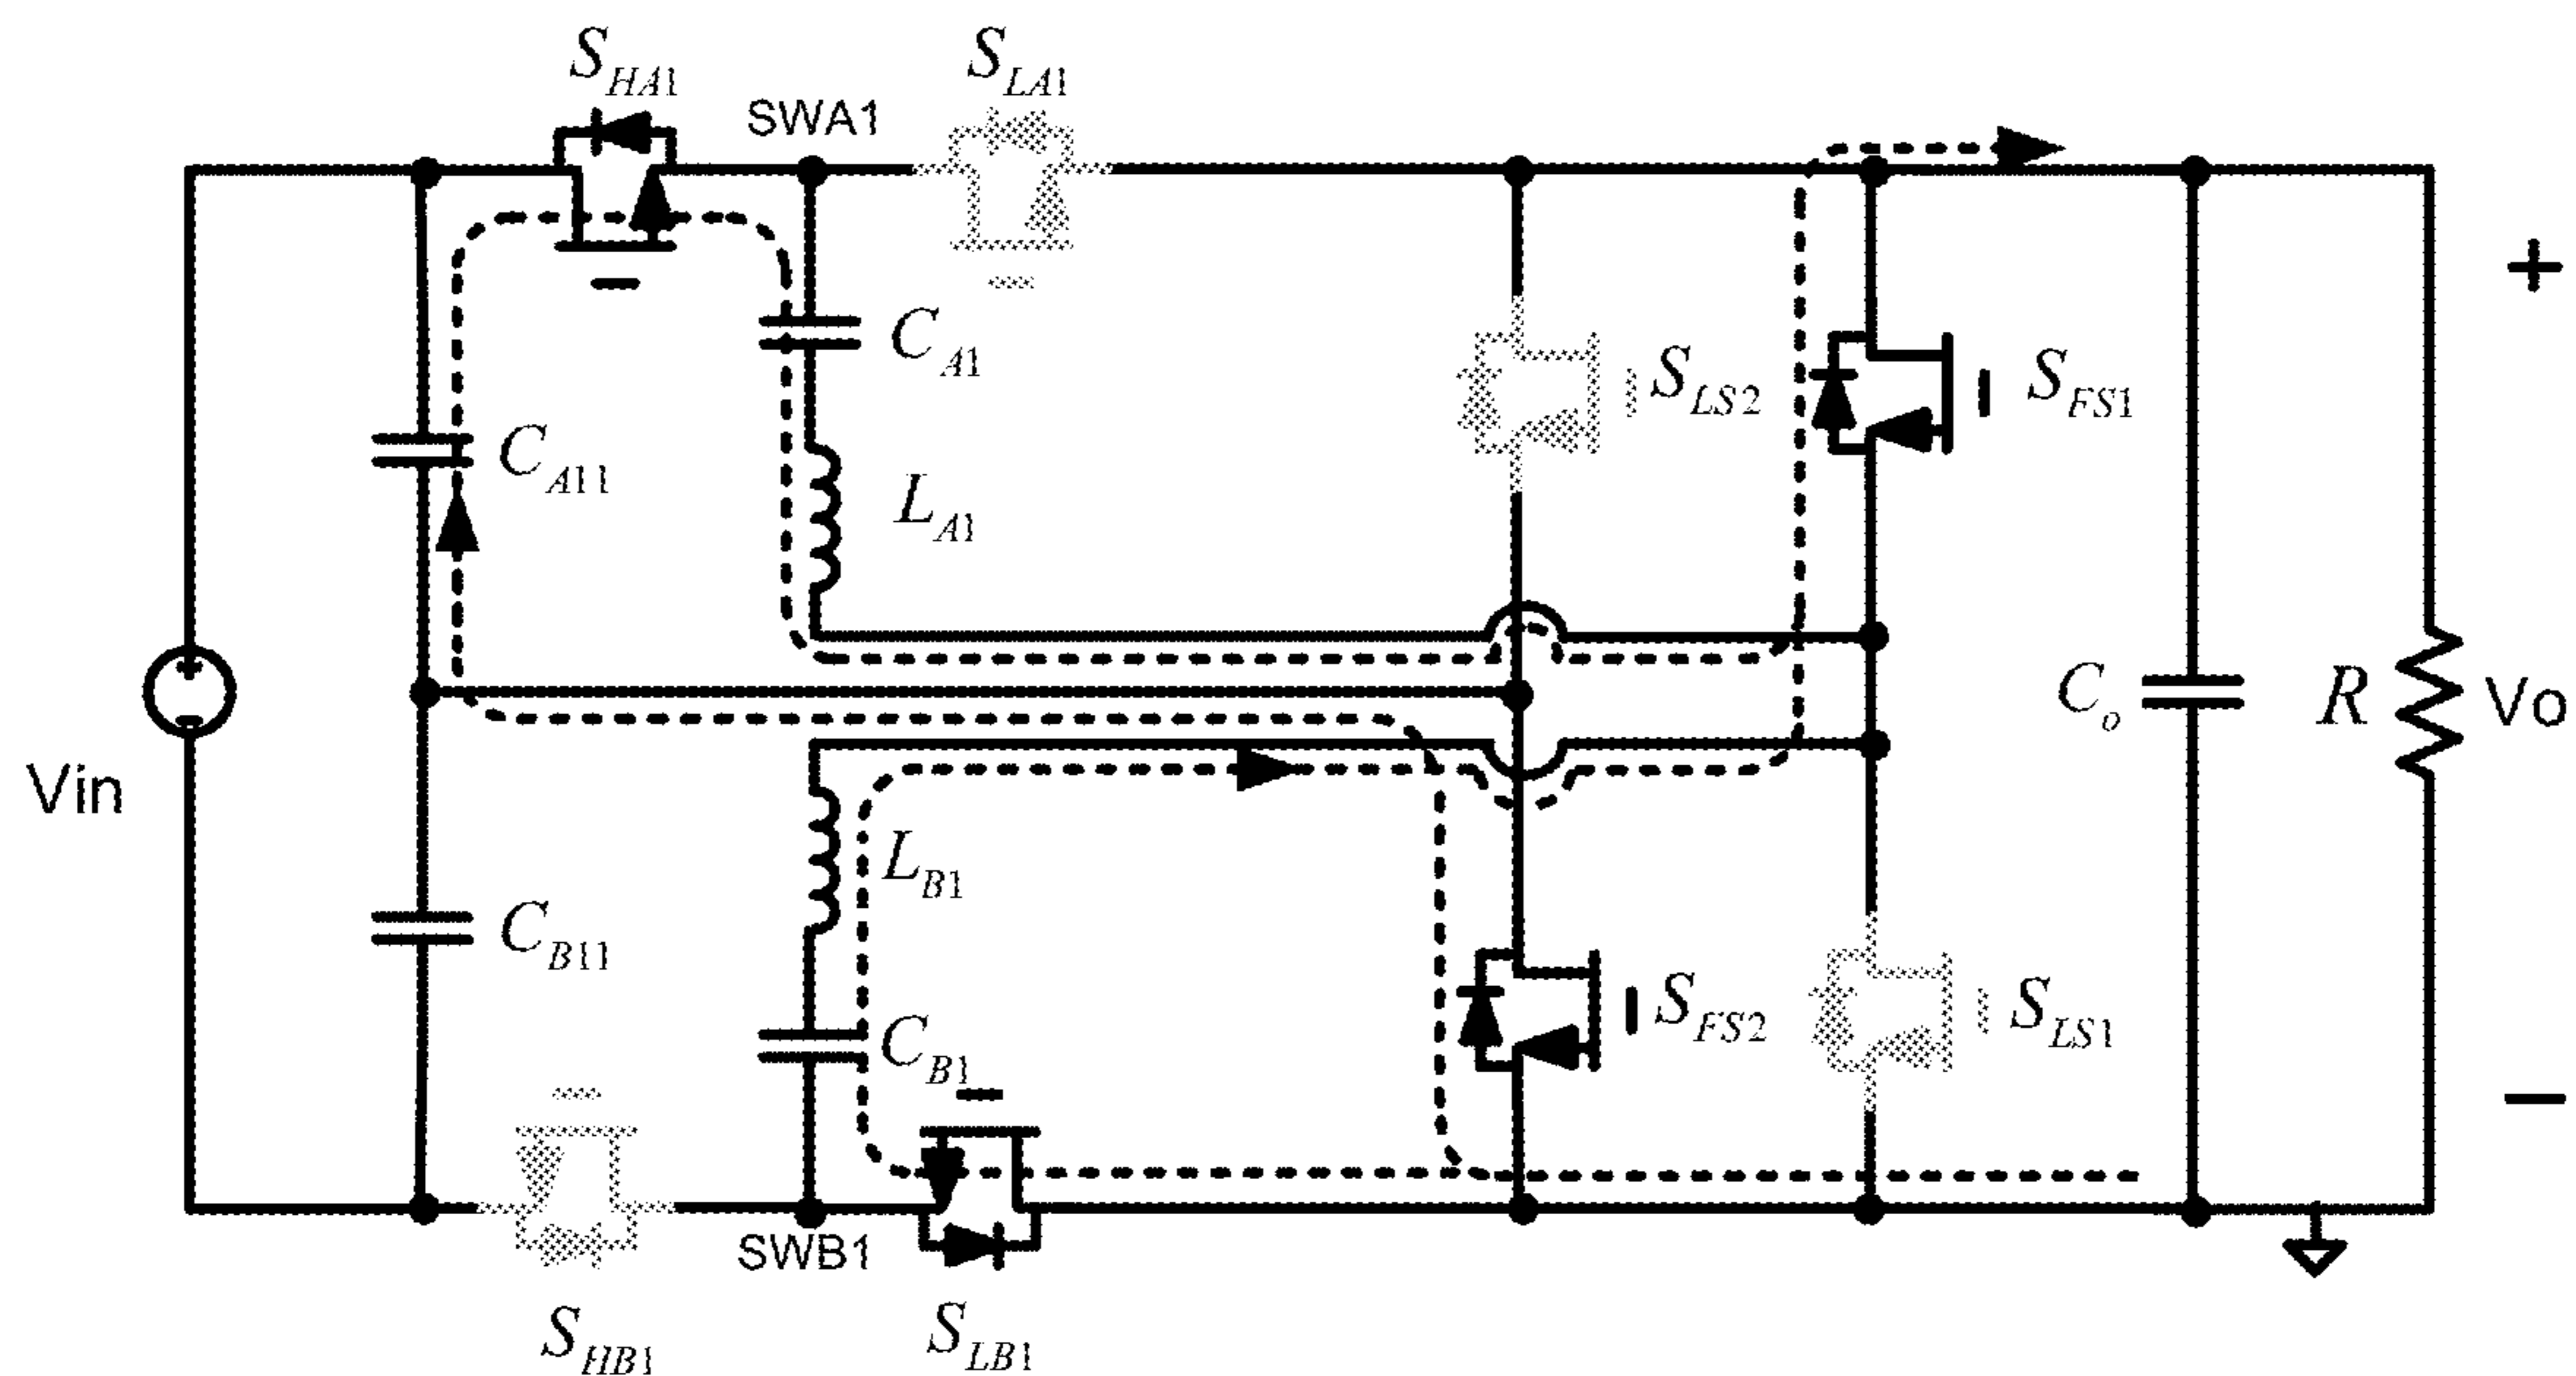 S_HA1
S_LA1
SWA1
C_A1
S_LS2
S_FS1
+
C_A11
L_A1
Vin
+
−
C_o
R
Vo
L_B1
C_B11
C_B1
S_FS2
S_LS1
−
SWB1
S_HB1
S_LB1